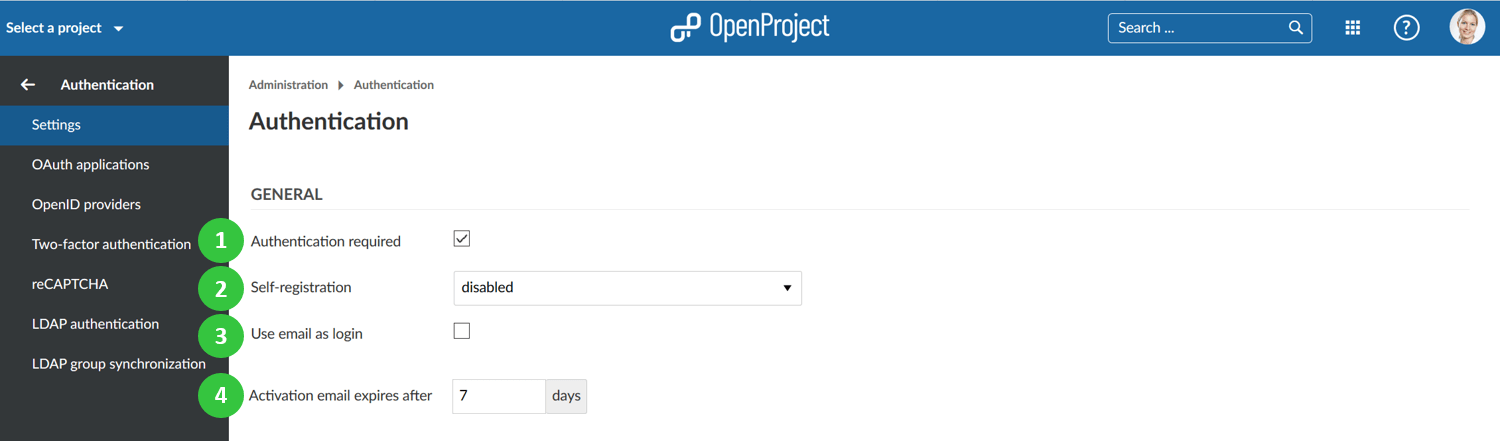 Select a project
OpenProject
Search ...
?
Authentication
Settings
OAuth applications
OpenID providers
Two-factor authentication
reCAPTCHA
LDAP authentication
LDAP group synchronization
Administration Authentication
Authentication
GENERAL
1 Authentication required
2 Self-registration disabled
3 Use email as login
4 Activation email expires after 7 days